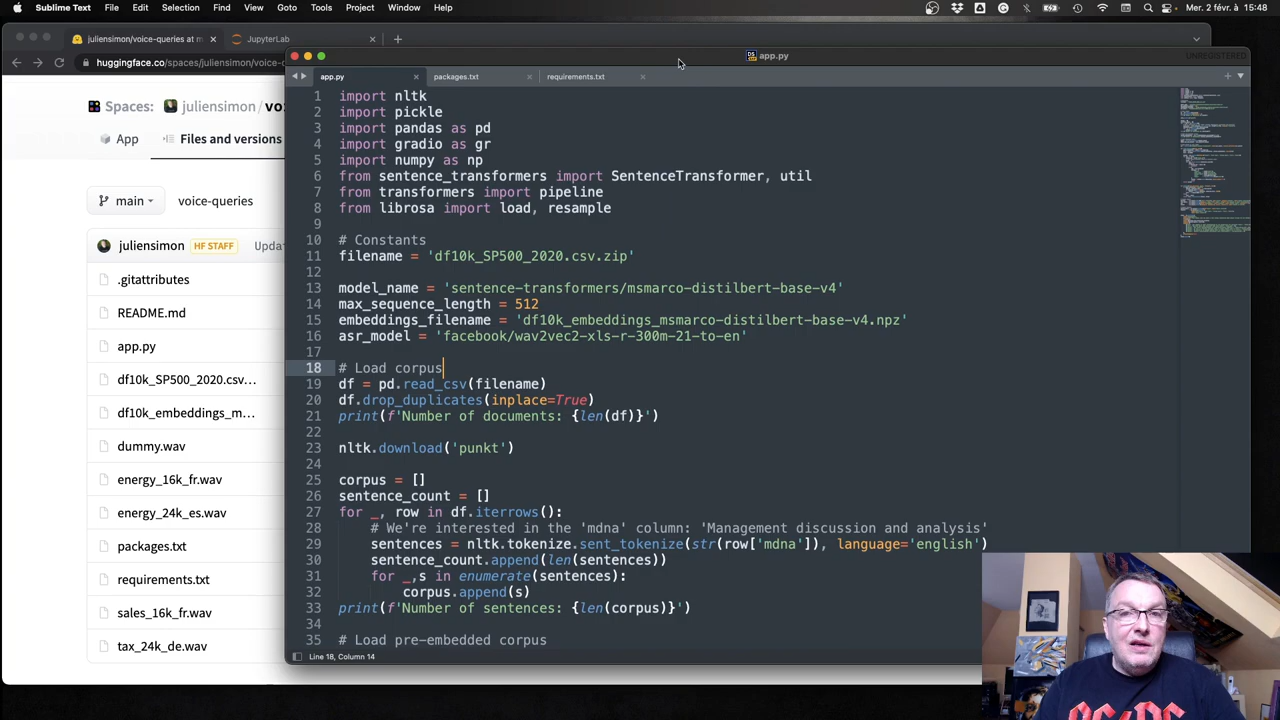 Sublime Text File Edit Selection Find View Goto Tools Project Window Help Mer. 2 févr. à 15:48
juliensimon/voice-queries at m JupyterLab
huggingface.co/spaces/juliensimon/voice-
Spaces: juliensimon/vo
App Files and versions
main voice-queries
juliensimon HF STAFF Upda
.gitattributes
README.md
app.py
df10k_SP500_2020.csv…
df10k_embeddings_m…
dummy.wav
energy_16k_fr.wav
energy_24k_es.wav
packages.txt
requirements.txt
sales_16k_fr.wav
tax_24k_de.wav
app.py UNREGISTERED
app.py packages.txt requirements.txt
1 import nltk
2 import pickle
3 import pandas as pd
4 import gradio as gr
5 import numpy as np
6 from sentence_transformers import SentenceTransformer, util
7 from transformers import pipeline
8 from librosa import load, resample
9
10 # Constants
11 filename = 'df10k_SP500_2020.csv.zip'
12
13 model_name = 'sentence-transformers/msmarco-distilbert-base-v4'
14 max_sequence_length = 512
15 embeddings_filename = 'df10k_embeddings_msmarco-distilbert-base-v4.npz'
16 asr_model = 'facebook/wav2vec2-xls-r-300m-21-to-en'
17
18 # Load corpus
19 df = pd.read_csv(filename)
20 df.drop_duplicates(inplace=True)
21 print(f'Number of documents: {len(df)}')
22
23 nltk.download('punkt')
24
25 corpus = []
26 sentence_count = []
27 for _, row in df.iterrows():
28 # We're interested in the 'mdna' column: 'Management discussion and analysis'
29 sentences = nltk.tokenize.sent_tokenize(str(row['mdna']), language='english')
30 sentence_count.append(len(sentences))
31 for _,s in enumerate(sentences):
32 corpus.append(s)
33 print(f'Number of sentences: {len(corpus)}')
34
35 # Load pre-embedded corpus
Line 18, Column 14